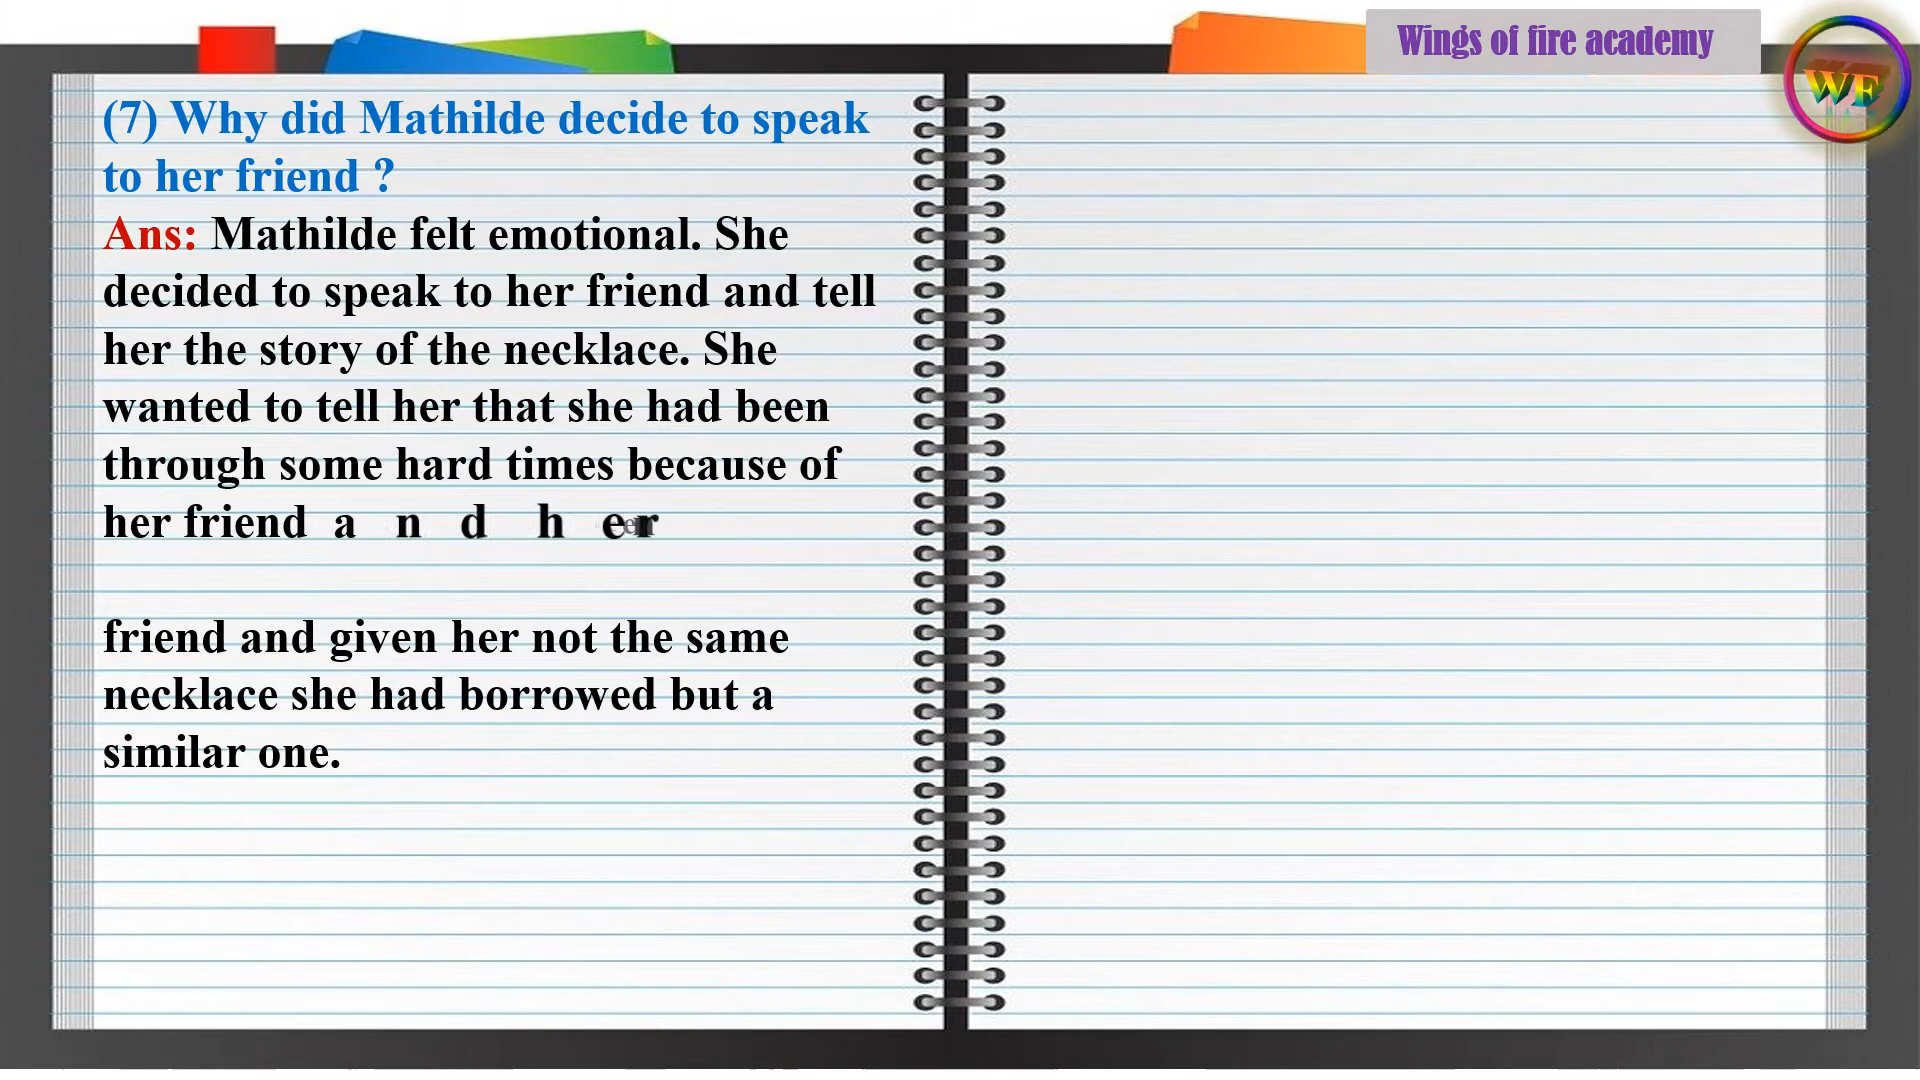 Wings of fire academy
WE
(7) Why did Mathilde decide to speak
to her friend ?
Ans: Mathilde felt emotional. She
decided to speak to her friend and tell
her the story of the necklace. She
wanted to tell her that she had been
through some hard times because of
her friend a n d h er
friend and given her not the same
necklace she had borrowed but a
similar one.